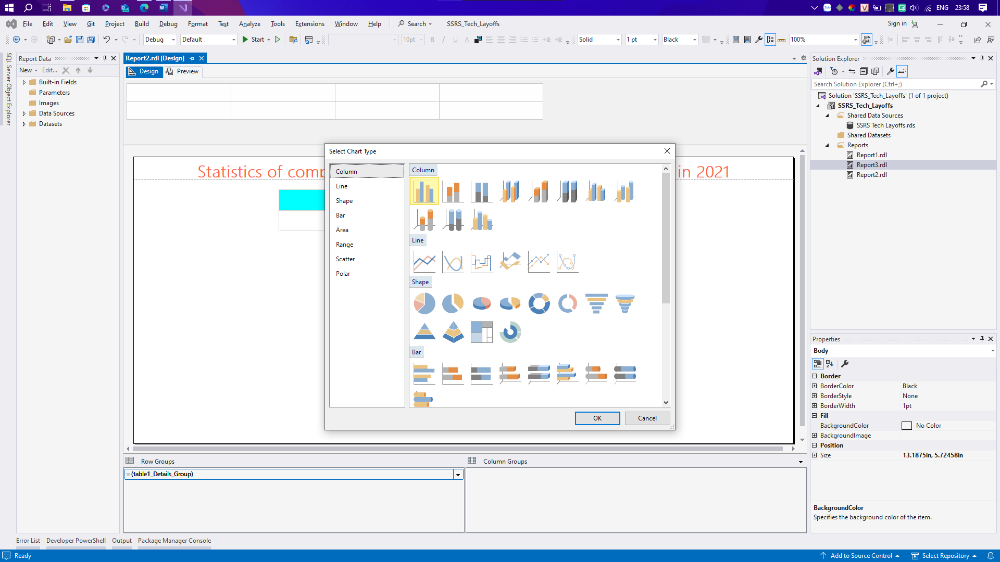 ENG 23:58
File Edit View Git Project Build Debug Format Test Analyze Tools Extensions Window Help Search SSRS_Tech_Layoffs Sign in
Debug Default Start 10pt Solid 1 pt Black 100%
SQL Server Object Explorer
Report Data
New Edit...
Built-in Fields
Parameters
Images
Data Sources
Datasets
Report2.rdl [Design]
Design Preview
Statistics of comp
in 2021
Select Chart Type
Column
Line
Shape
Bar
Area
Range
Scatter
Polar
Column
Line
Shape
Bar
OK Cancel
Row Groups
(table1_Details_Group)
Column Groups
Solution Explorer
Search Solution Explorer (Ctrl+;)
Solution 'SSRS_Tech_Layoffs' (1 of 1 project)
SSRS_Tech_Layoffs
Shared Data Sources
SSRS Tech Layoffs.rds
Shared Datasets
Reports
Report1.rdl
Report3.rdl
Report2.rdl
Properties
Body
Border
BorderColor Black
BorderStyle None
BorderWidth 1pt
Fill
BackgroundColor No Color
BackgroundImage
Position
Size 13.1875in, 5.72458in
BackgroundColor
Specifies the background color of the item.
Error List Developer PowerShell Output Package Manager Console
Ready Add to Source Control Select Repository